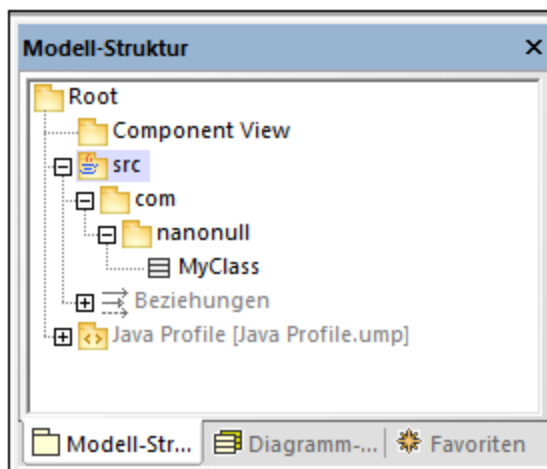 Modell-Struktur
Root
Component View
src
com
nanonull
MyClass
Beziehungen
Java Profile [Java Profile.ump]
Modell-Str... Diagramm-... Favoriten